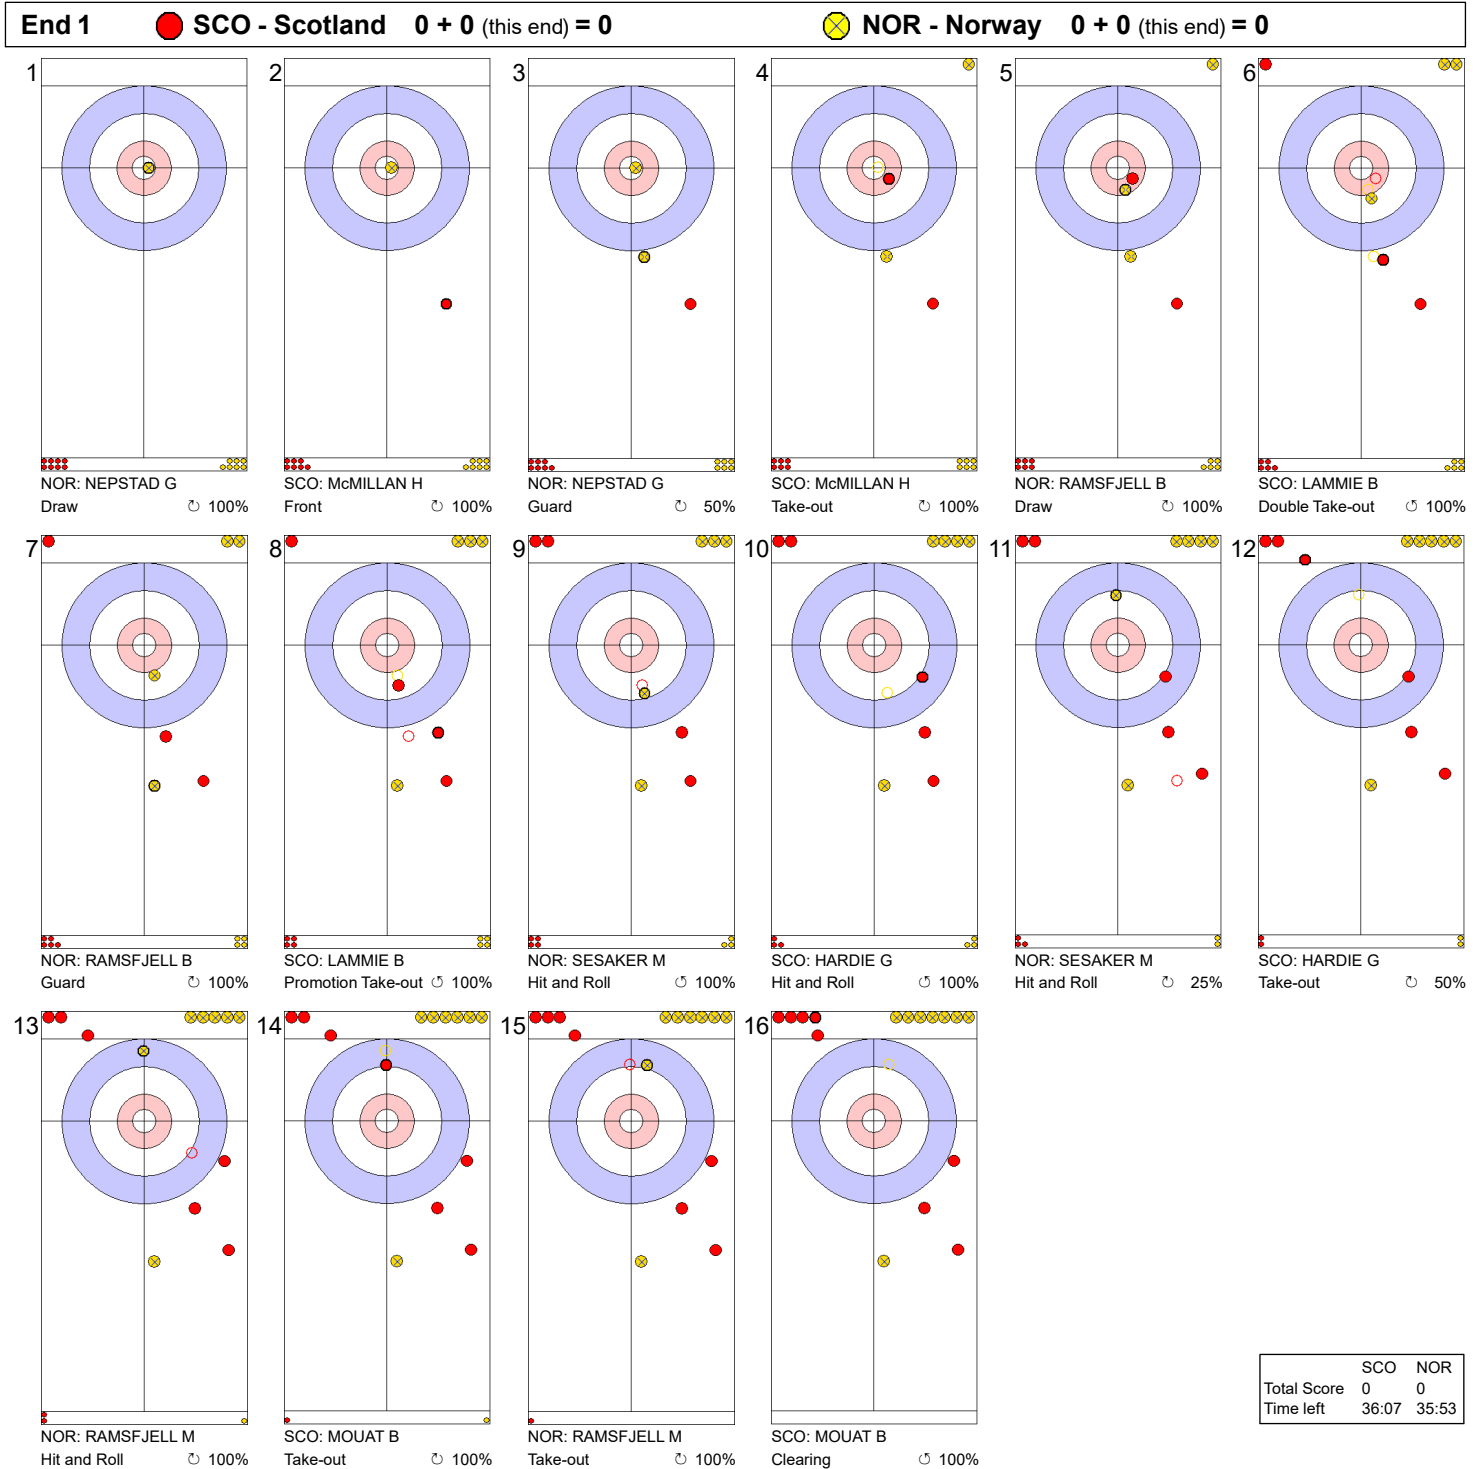 End 1 SCO - Scotland 0 + 0 (this end) = 0 NOR - Norway 0 + 0 (this end) = 0
1 2 3 4 5 6
NOR: NEPSTAD G SCO: McMILLAN H NOR: NEPSTAD G SCO: McMILLAN H NOR: RAMSFJELL B SCO: LAMMIE B
Draw ↻ 100% Front ↻ 100% Guard ↻ 50% Take-out ↺ 100% Draw ↻ 100% Double Take-out ↺ 100%
7 8 9 10 11 12
NOR: RAMSFJELL B SCO: LAMMIE B NOR: SESAKER M SCO: HARDIE G NOR: SESAKER M SCO: HARDIE G
Guard ↻ 100% Promotion Take-out ↻ 100% Hit and Roll ↻ 100% Hit and Roll ↺ 100% Hit and Roll ↻ 25% Take-out ↻ 50%
13 14 15 16
NOR: RAMSFJELL M SCO: MOUAT B NOR: RAMSFJELL M SCO: MOUAT B
Hit and Roll ↻ 100% Take-out ↻ 100% Take-out ↻ 100% Clearing ↺ 100%
SCO NOR
Total Score 0 0
Time left 36:07 35:53